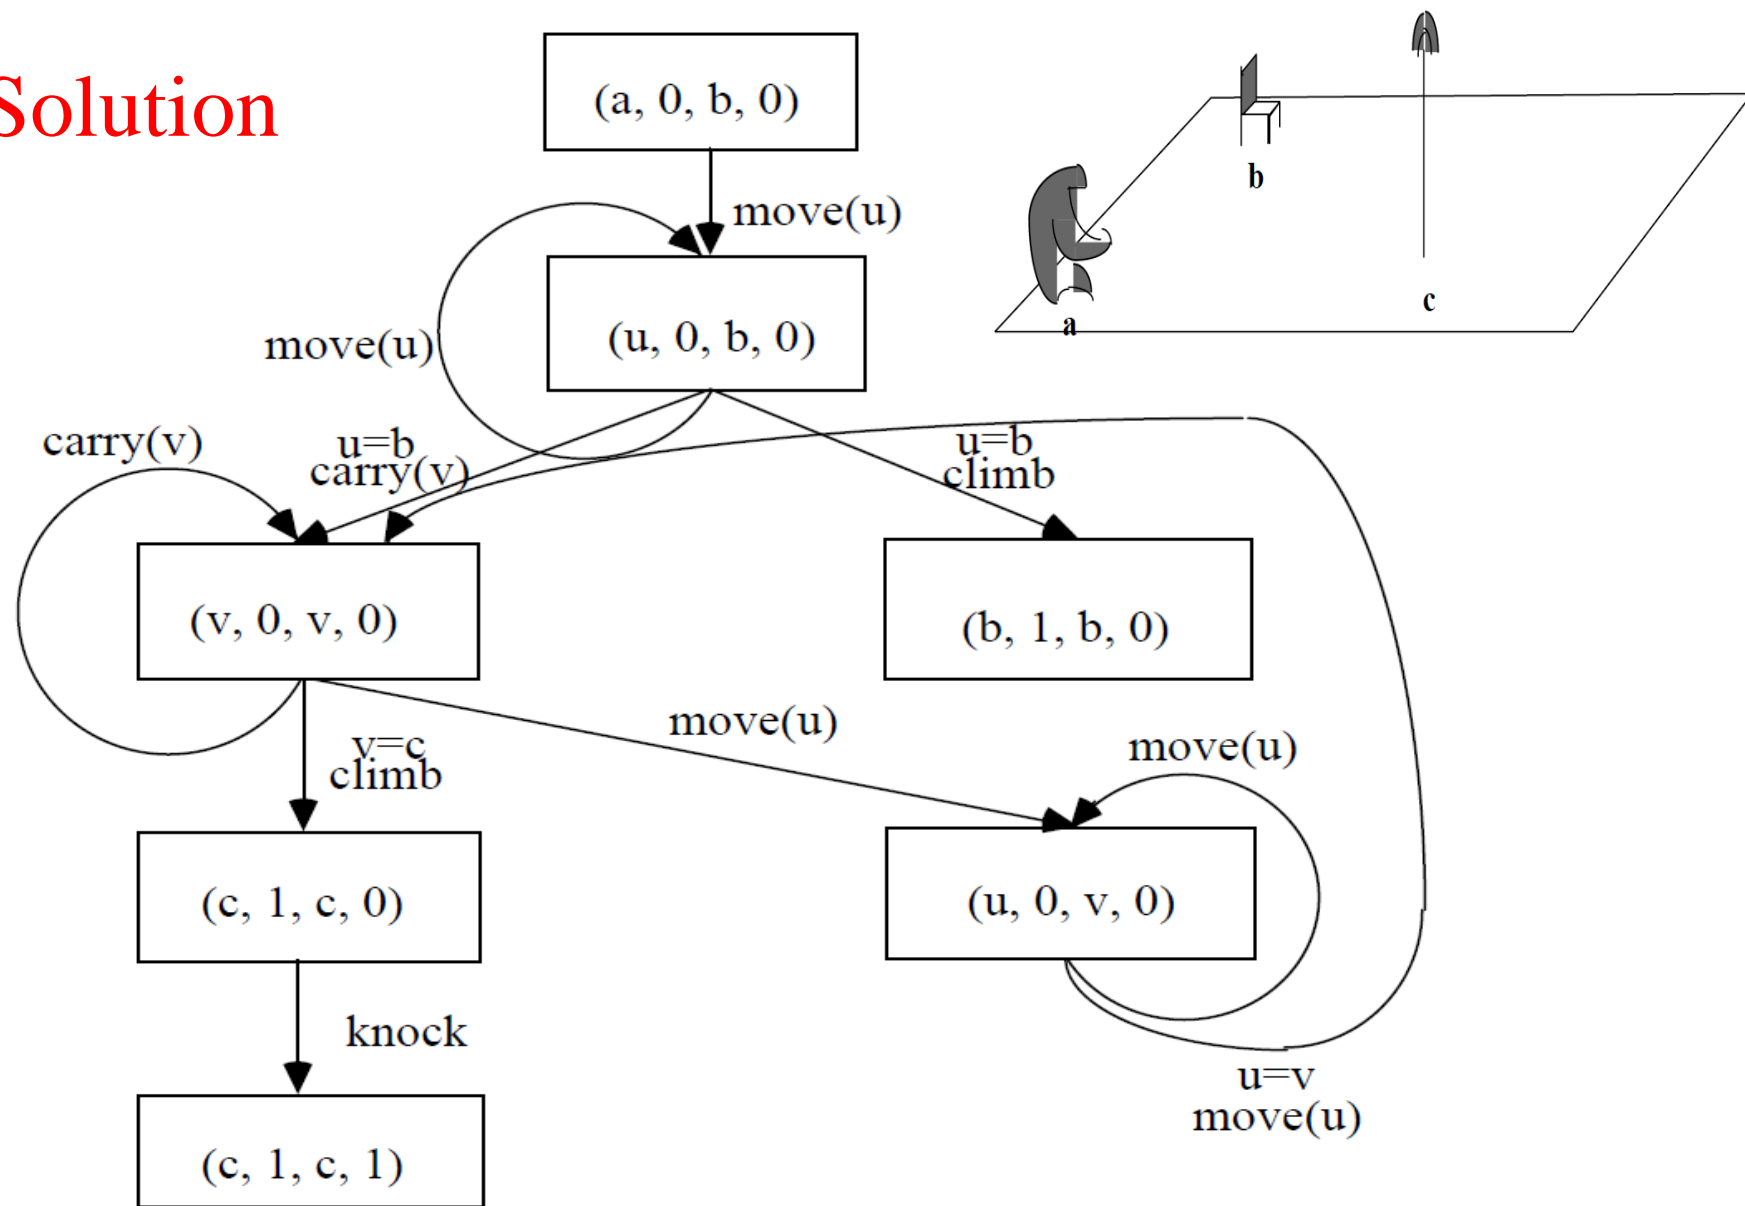 Solution
(a, 0, b, 0)
b
move(u)
c
a
(u, 0, b, 0)
move(u)
carry(v)
u=b
carry(v)
u=b
climb
(v, 0, v, 0)
(b, 1, b, 0)
move(u)
v=c
climb
move(u)
(c, 1, c, 0)
(u, 0, v, 0)
knock
u=v
move(u)
(c, 1, c, 1)